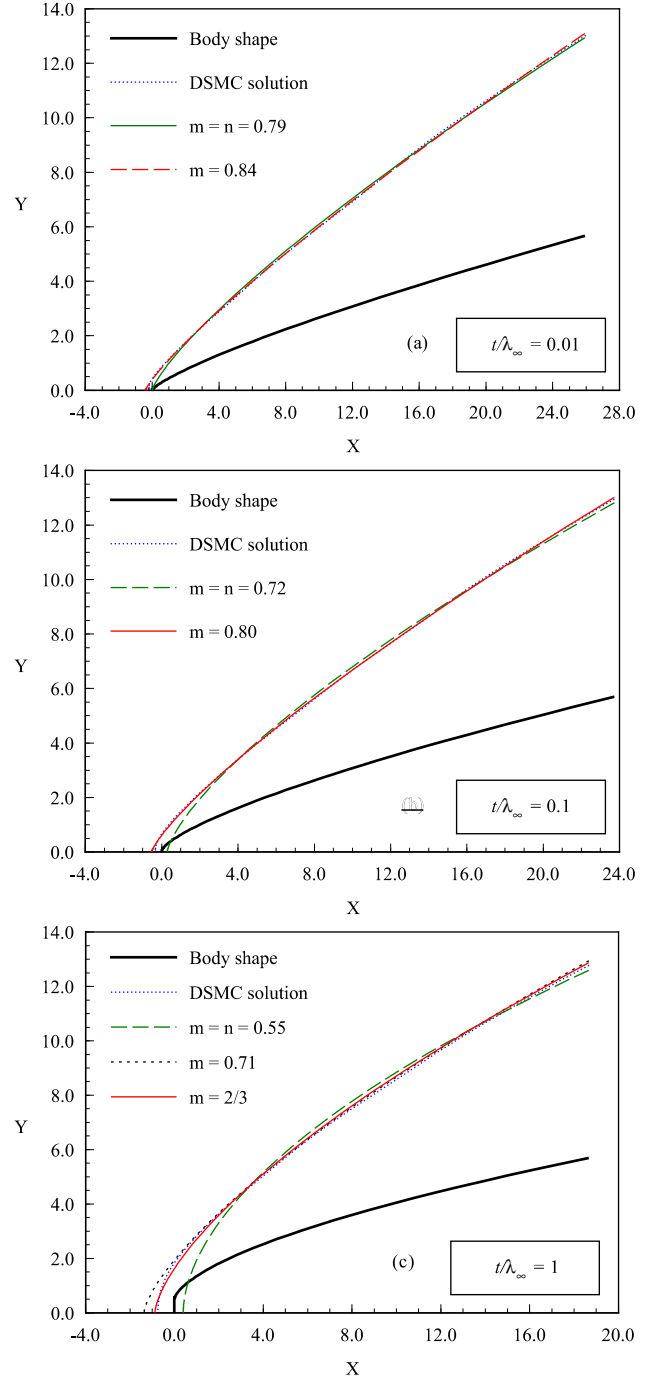 14.0
12.0
10.0
8.0
6.0
4.0
2.0
0.0
Y
Body shape
DSMC solution
m = n = 0.79
m = 0.84
(a)
t/λ∞ = 0.01
-4.0 0.0 4.0 8.0 12.0 16.0 20.0 24.0 28.0
X
14.0
12.0
10.0
8.0
6.0
4.0
2.0
0.0
Y
Body shape
DSMC solution
m = n = 0.72
m = 0.80
(b)
t/λ∞ = 0.1
-4.0 0.0 4.0 8.0 12.0 16.0 20.0 24.0
X
14.0
12.0
10.0
8.0
6.0
4.0
2.0
0.0
Y
Body shape
DSMC solution
m = n = 0.55
m = 0.71
m = 2/3
(c)
t/λ∞ = 1
-4.0 0.0 4.0 8.0 12.0 16.0 20.0
X